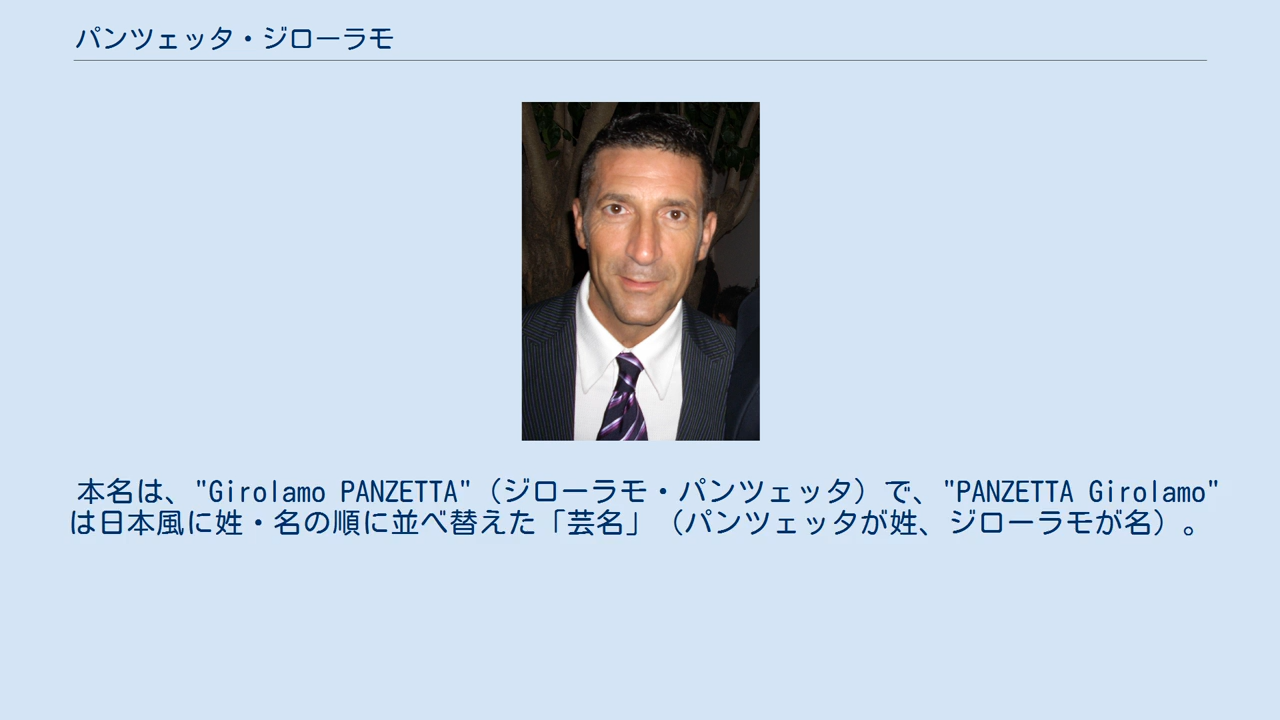 パンツェッタ・ジローラモ
本名は、"Girolamo PANZETTA"（ジローラモ・パンツェッタ）で、"PANZETTA Girolamo"
は日本風に姓・名の順に並べ替えた「芸名」（パンツェッタが姓、ジローラモが名）。